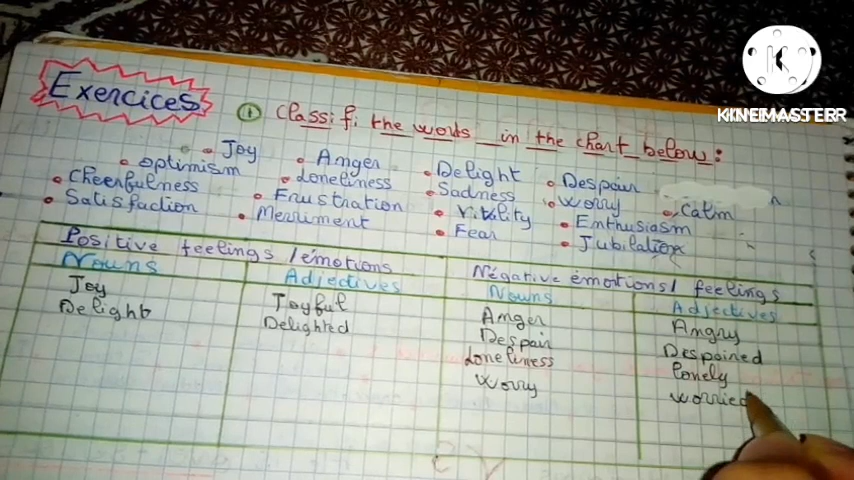 K
KINEMASTER
Exercices
1 Classifi the words in the chart below:
• Joy • Anger • Delight • Despair
• optimism • Loneliness • Sadness • Worry • Calm
• Cheerfulness • Frustration • Vitality • Enthusiasm
• Satisfaction • Merriment • Fear • Jubilation
Positive feelings / émotions Négative émotions / feelings
Nouns Adjectives Nouns Adjectives
Joy Joyful Anger Angry
Delight Delighted Despair Despained
Loneliness Lonely
Worry Worried